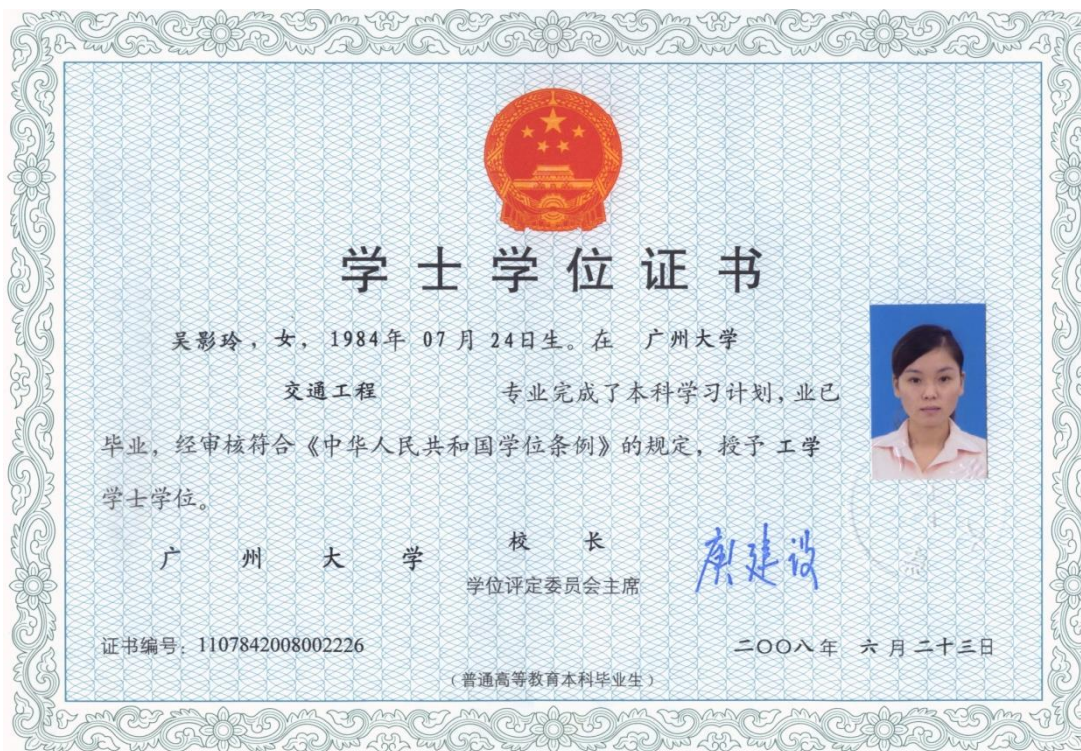 学士学位证书
吴影玲，女，1984年 07 月 24日生。在 广州大学
交通工程 专业完成了本科学习计划，业已
毕业，经审核符合《中华人民共和国学位条例》的规定，授予 工学
学士学位。
广州大学 校长 庾建设
学位评定委员会主席
证书编号：1107842008002226 二〇〇八年 六 月 二十三日
（普通高等教育本科毕业生）